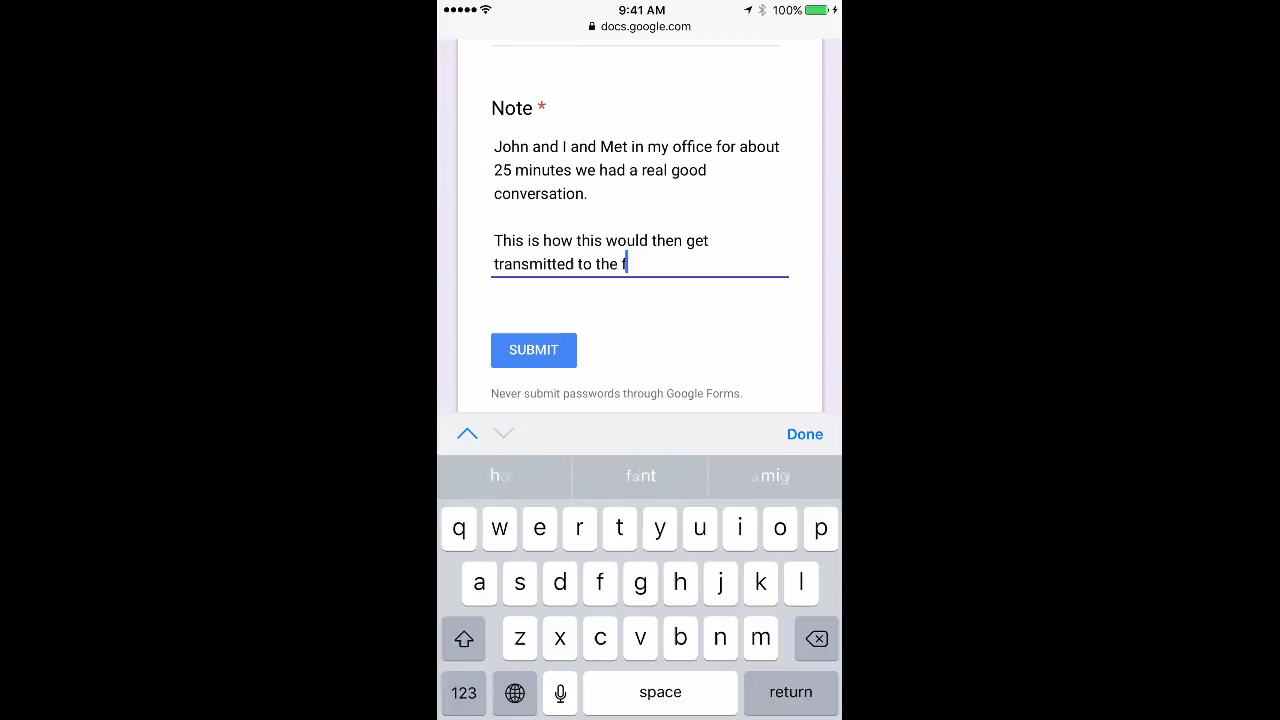 9:41 AM
100%
docs.google.com
Note *
John and I and Met in my office for about
25 minutes we had a real good
conversation.
This is how this would then get
transmitted to the f
SUBMIT
Never submit passwords through Google Forms.
Done
q w e r t y u i o p
a s d f g h j k l
z x c v b n m
123 space return